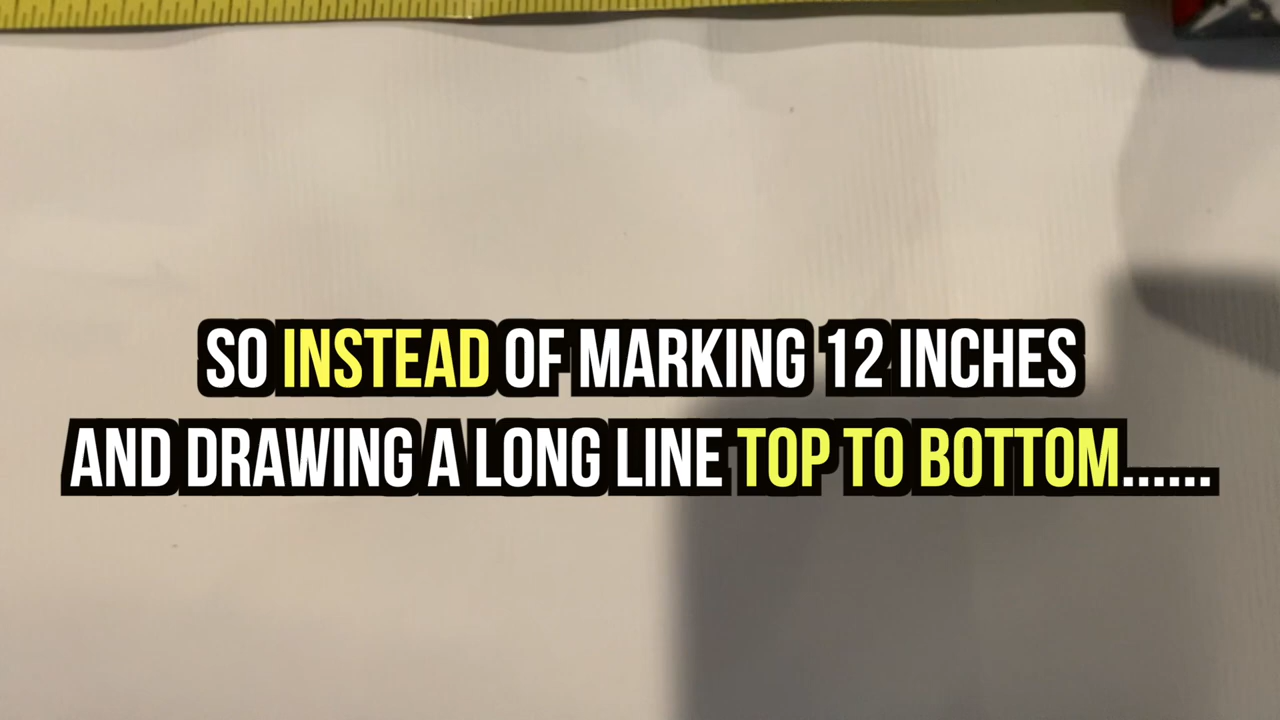 SO INSTEAD OF MARKING 12 INCHES
AND DRAWING A LONG LINE TOP TO BOTTOM......